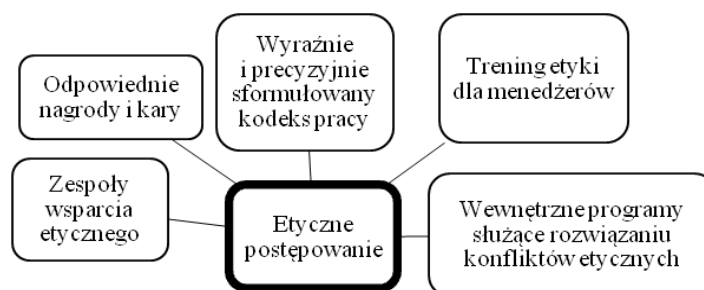 Odpowiednie
nagrody i kary
Wyraźnie
i precyzyjnie
sformułowany
kodeks pracy
Trening etyki
dla menedżerów
Zespoły
wsparcia
etycznego
Etyczne
postępowanie
Wewnętrzne programy
służące rozwiązaniu
konfliktów etycznych